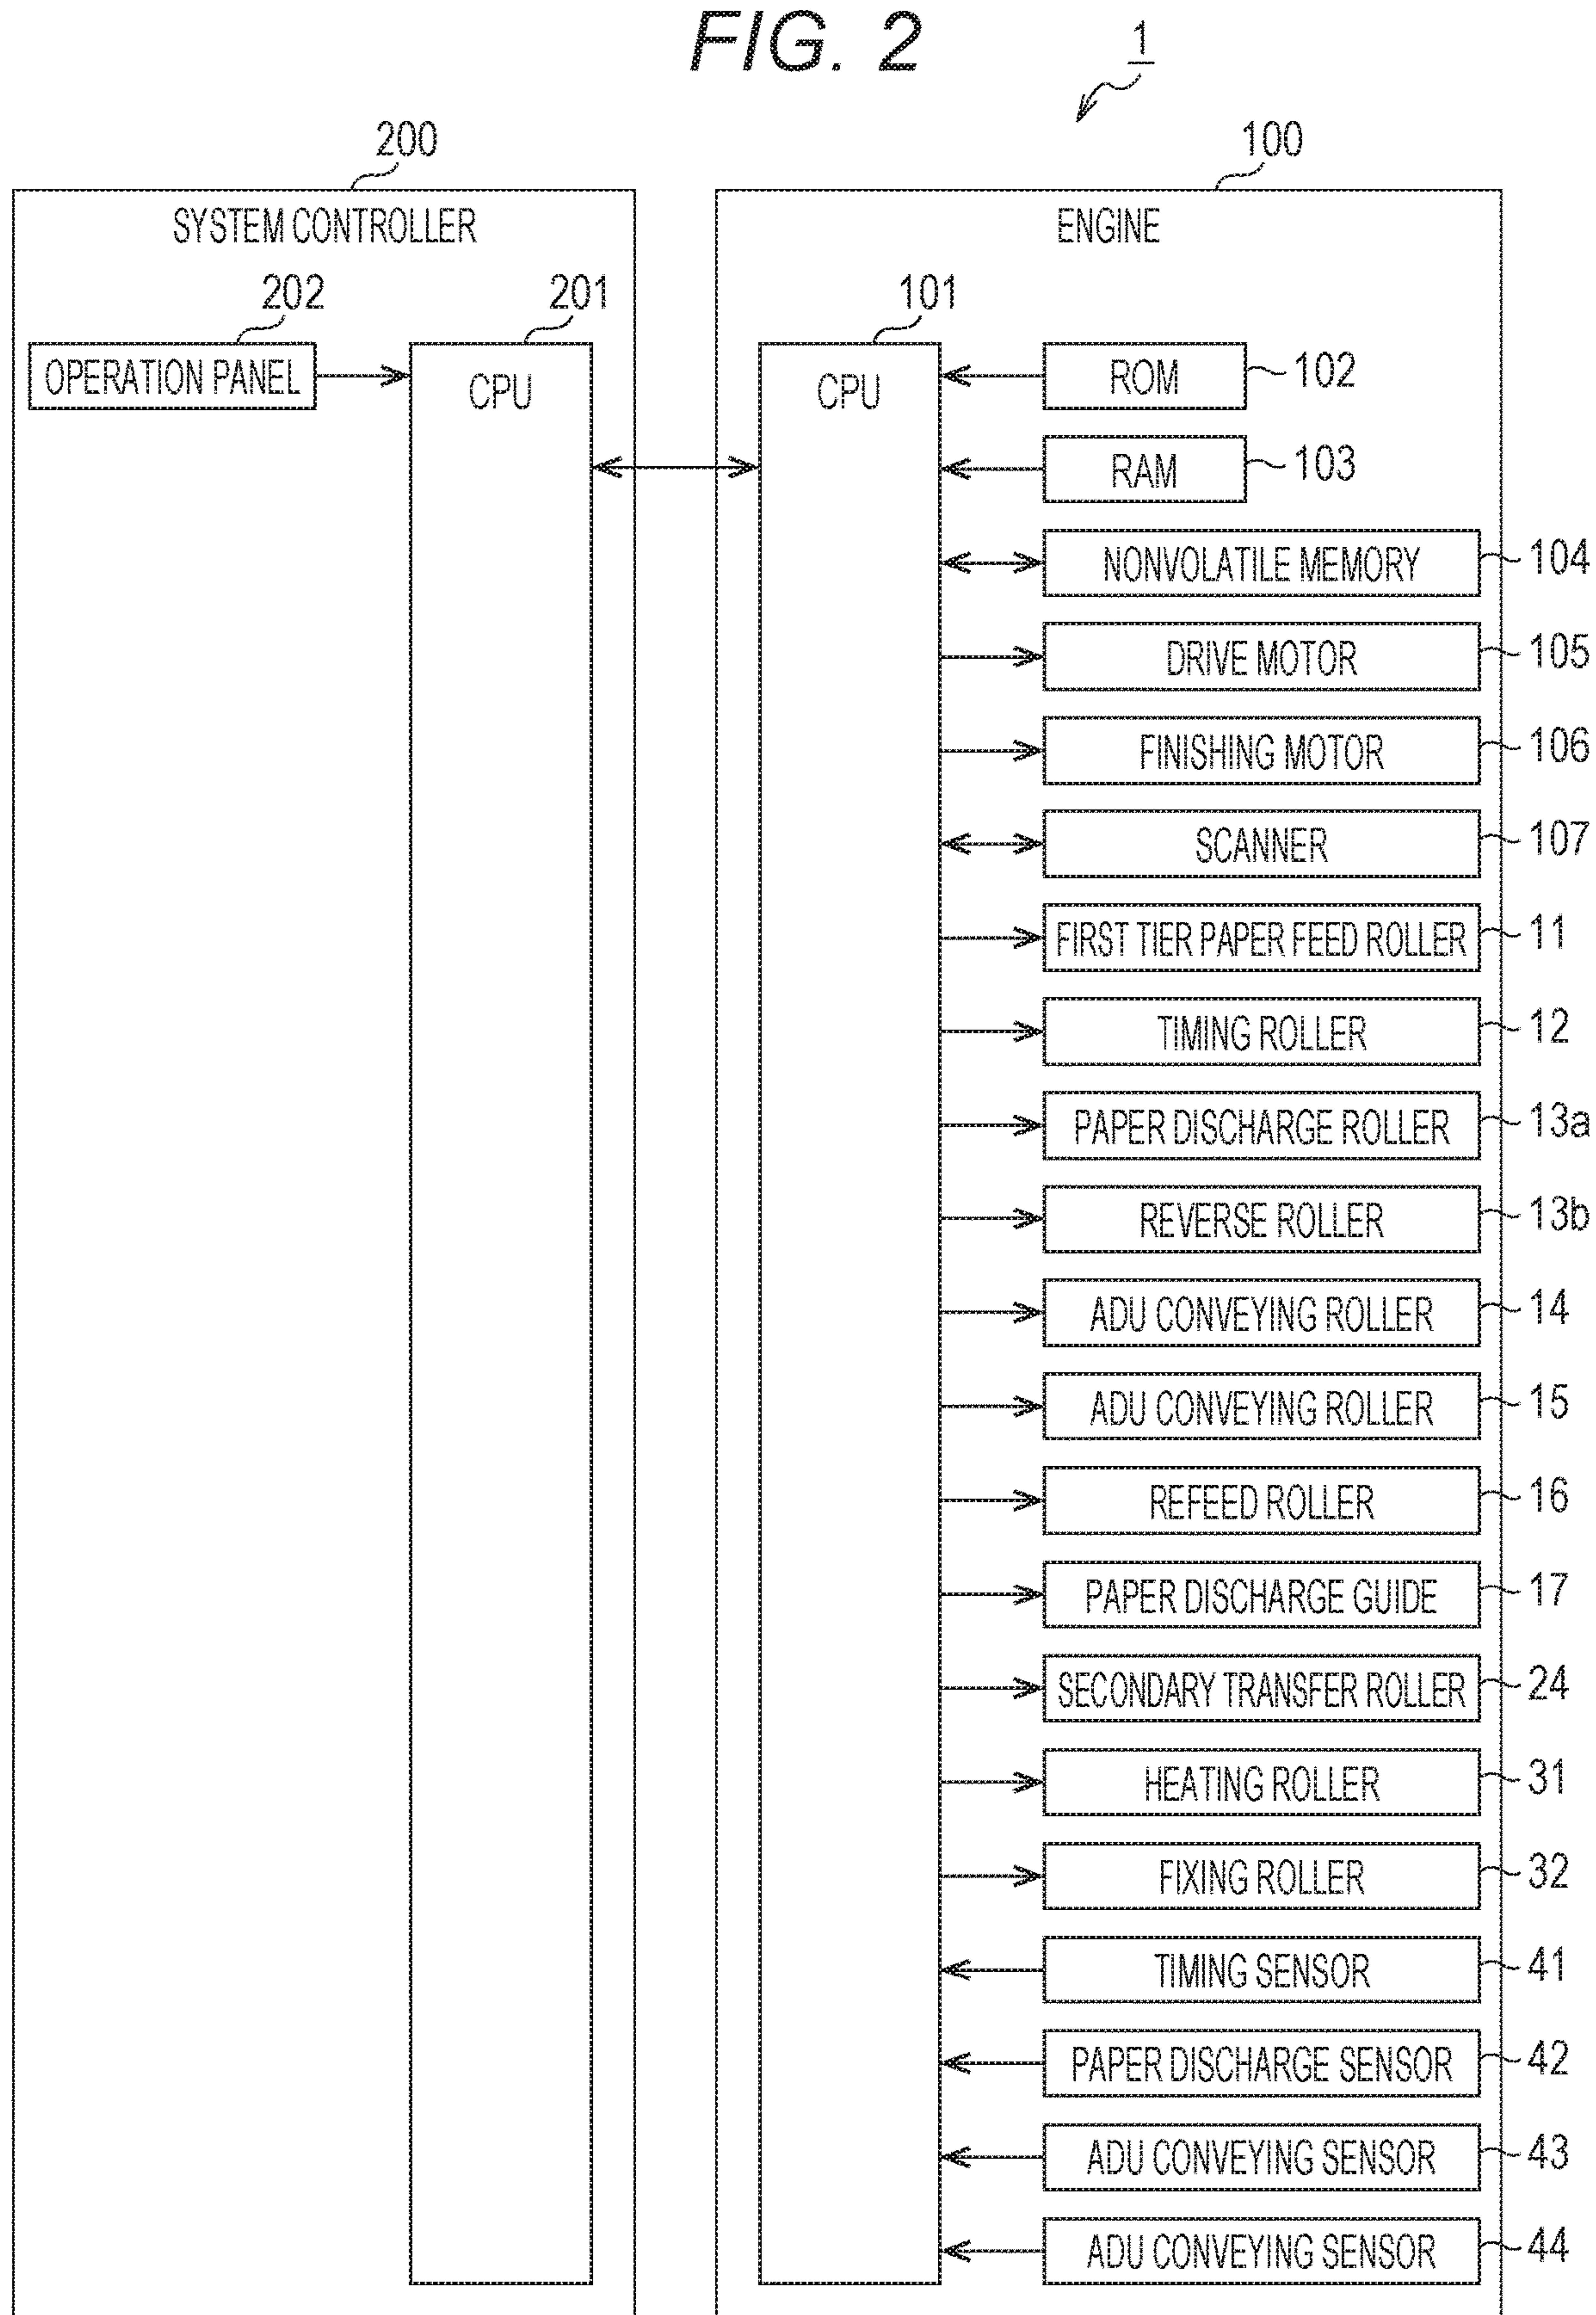 FIG. 2
1
200
100
SYSTEM CONTROLLER
ENGINE
202
201
101
OPERATION PANEL
CPU
CPU
ROM
102
RAM
103
NONVOLATILE MEMORY
104
DRIVE MOTOR
105
FINISHING MOTOR
106
SCANNER
107
FIRST TIER PAPER FEED ROLLER
11
TIMING ROLLER
12
PAPER DISCHARGE ROLLER
13a
REVERSE ROLLER
13b
ADU CONVEYING ROLLER
14
ADU CONVEYING ROLLER
15
REFEED ROLLER
16
PAPER DISCHARGE GUIDE
17
SECONDARY TRANSFER ROLLER
24
HEATING ROLLER
31
FIXING ROLLER
32
TIMING SENSOR
41
PAPER DISCHARGE SENSOR
42
ADU CONVEYING SENSOR
43
ADU CONVEYING SENSOR
44